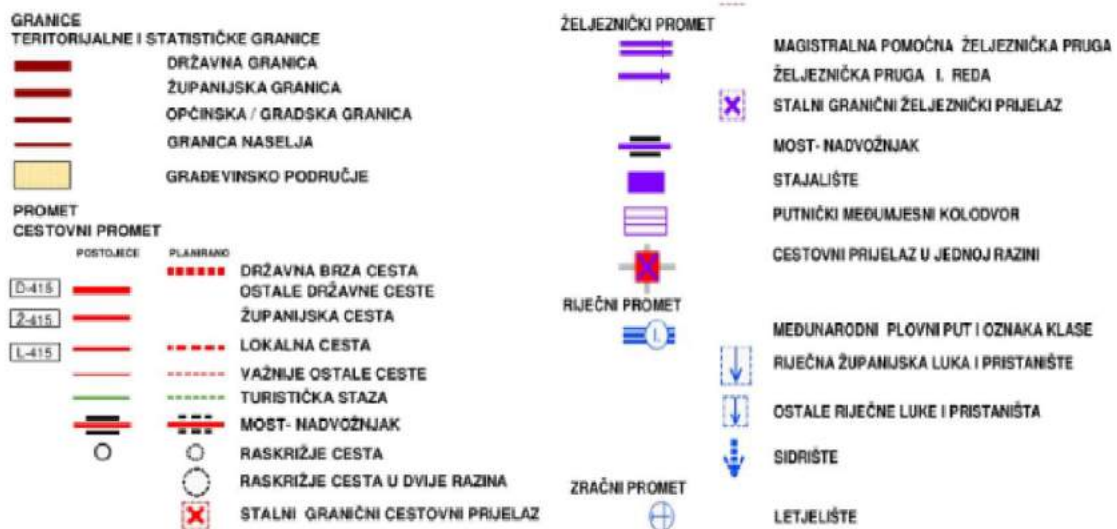 GRANICE
TERITORIJALNE I STATISTIČKE GRANICE
DRŽAVNA GRANICA
ŽUPANIJSKA GRANICA
OPĆINSKA / GRADSKA GRANICA
GRANICA NASELJA
GRAĐEVINSKO PODRUČJE
PROMET
CESTOVNI PROMET
POSTOJEĆE PLANIRANO
DRŽAVNA BRZA CESTA
D-415 OSTALE DRŽAVNE CESTE
Ž-415 ŽUPANIJSKA CESTA
L-415 LOKALNA CESTA
VAŽNIJE OSTALE CESTE
TURISTIČKA STAZA
MOST- NADVOŽNJAK
RASKRIŽJE CESTA
RASKRIŽJE CESTA U DVIJE RAZINA
STALNI GRANIČNI CESTOVNI PRIJELAZ
ŽELJEZNIČKI PROMET
MAGISTRALNA POMOĆNA ŽELJEZNIČKA PRUGA
ŽELJEZNIČKA PRUGA I. REDA
STALNI GRANIČNI ŽELJEZNIČKI PRIJELAZ
MOST- NADVOŽNJAK
STAJALIŠTE
PUTNIČKI MEĐUMJESNI KOLODVOR
CESTOVNI PRIJELAZ U JEDNOJ RAZINI
RIJEČNI PROMET
I. MEĐUNARODNI PLOVNI PUT I OZNAKA KLASE
RIJEČNA ŽUPANIJSKA LUKA I PRISTANIŠTE
OSTALE RIJEČNE LUKE I PRISTANIŠTA
SIDRIŠTE
ZRAČNI PROMET
LETJELIŠTE